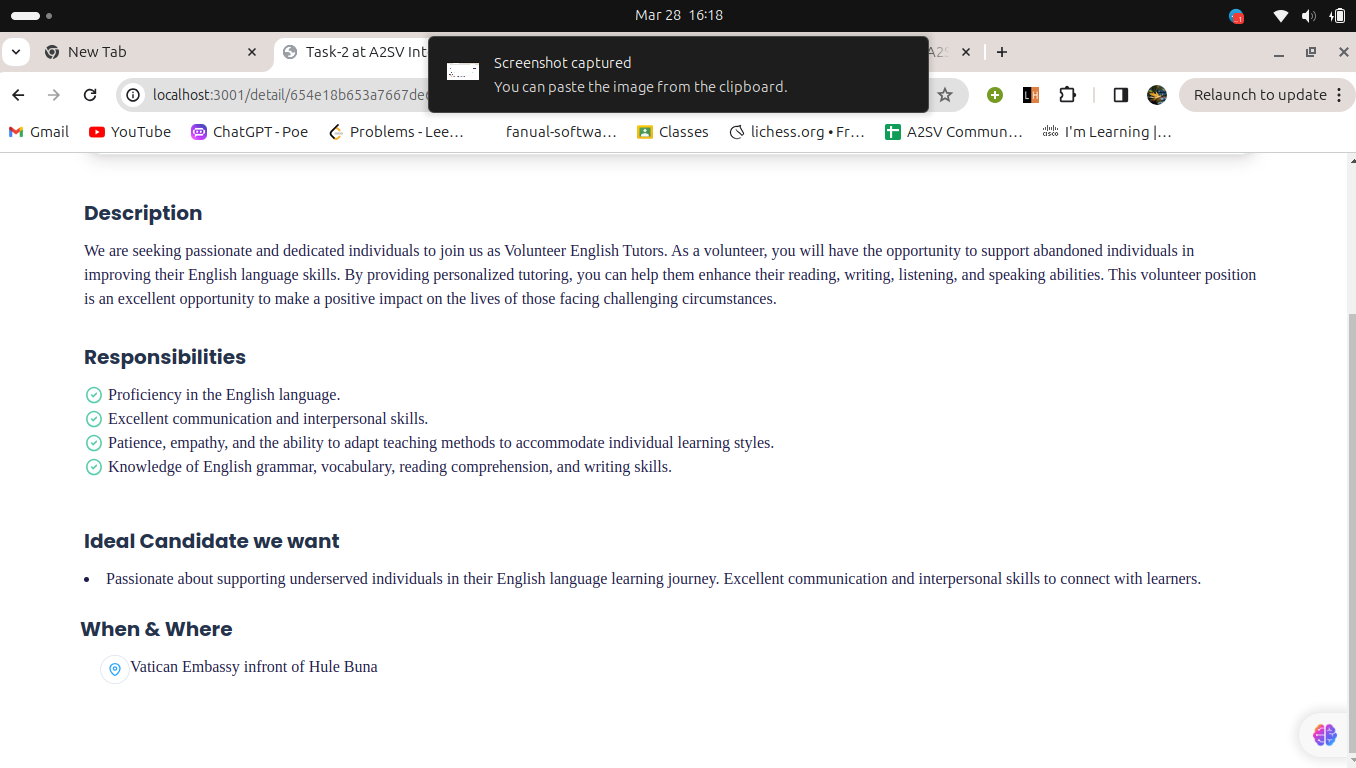 Mar 28 16:18
New Tab
Task-2 at A2SV Int
Screenshot captured
You can paste the image from the clipboard.
A2S
localhost:3001/detail/654e18b653a7667de
Relaunch to update
Gmail
YouTube
ChatGPT - Poe
Problems - Lee...
fanual-softwa...
Classes
lichess.org • Fr...
A2SV Commun...
I'm Learning |...
Description
We are seeking passionate and dedicated individuals to join us as Volunteer English Tutors. As a volunteer, you will have the opportunity to support abandoned individuals in
improving their English language skills. By providing personalized tutoring, you can help them enhance their reading, writing, listening, and speaking abilities. This volunteer position
is an excellent opportunity to make a positive impact on the lives of those facing challenging circumstances.
Responsibilities
Proficiency in the English language.
Excellent communication and interpersonal skills.
Patience, empathy, and the ability to adapt teaching methods to accommodate individual learning styles.
Knowledge of English grammar, vocabulary, reading comprehension, and writing skills.
Ideal Candidate we want
• Passionate about supporting underserved individuals in their English language learning journey. Excellent communication and interpersonal skills to connect with learners.
When & Where
Vatican Embassy infront of Hule Buna